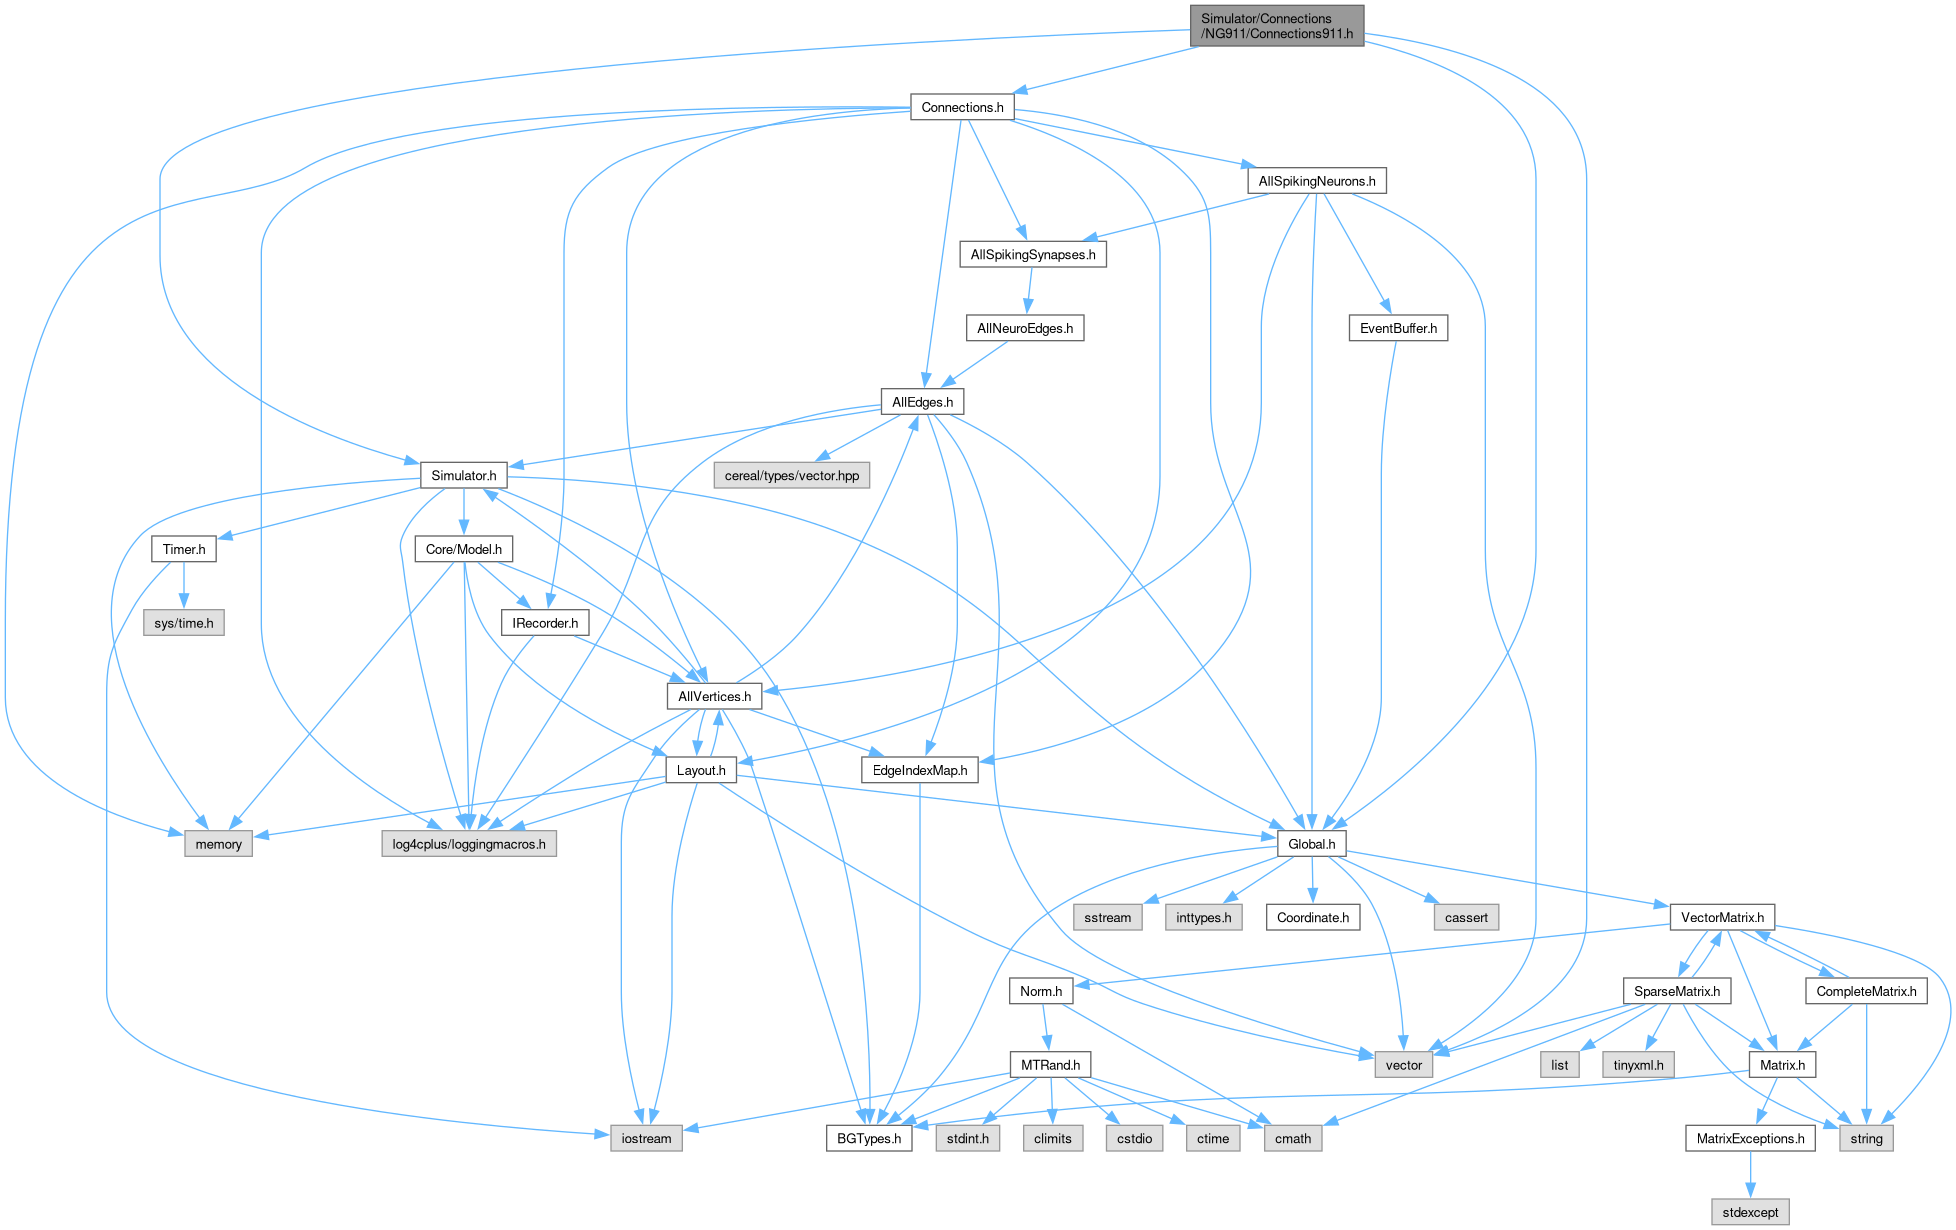 Simulator/Connections
/NG911/Connections911.h
Connections.h
AllSpikingNeurons.h
AllSpikingSynapses.h
AllNeuroEdges.h
EventBuffer.h
AllEdges.h
Simulator.h
cereal/types/vector.hpp
Timer.h
Core/Model.h
sys/time.h
IRecorder.h
AllVertices.h
Layout.h
EdgeIndexMap.h
memory
log4cplus/loggingmacros.h
Global.h
sstream
inttypes.h
Coordinate.h
cassert
VectorMatrix.h
Norm.h
SparseMatrix.h
CompleteMatrix.h
MTRand.h
vector
list
tinyxml.h
Matrix.h
iostream
BGTypes.h
stdint.h
climits
cstdio
ctime
cmath
MatrixExceptions.h
string
stdexcept